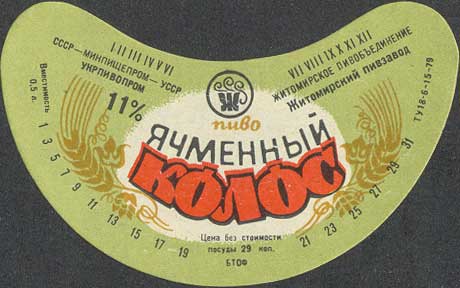 I II III IV V VI
СССР—МИНПИЩЕПРОМ—УССР
УКРПИВОПРОМ
11%
Вместимость
0,5 л.
1 3 5 7 9 11 13 15 17 19
Ж
пиво
ЯЧМЕННЫЙ
КОЛОС
Цена без стоимости
посуды 29 коп.
БТОФ
VII VIII IX X XI XII
ЖИТОМИРСКОЕ ПИВОБЪЕДИНЕНИЕ
Житомирский пивзавод
ТУ18-6-15-79
21 23 25 27 29 31